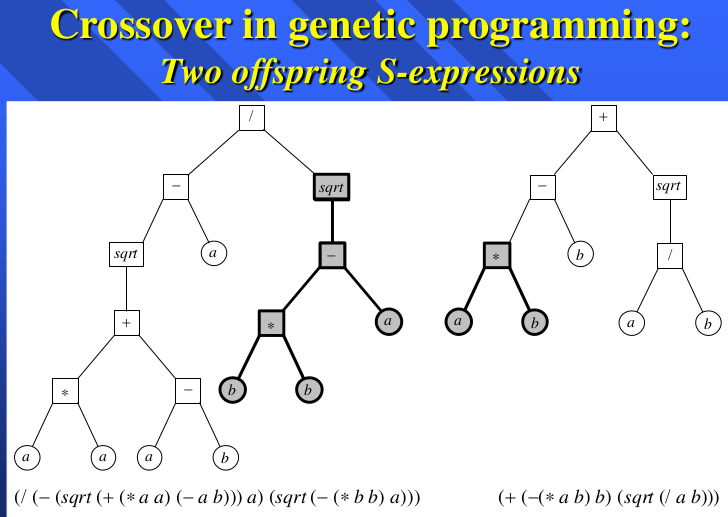 Crossover in genetic programming:
Two offspring S-expressions
/
+
−
sqrt
−
sqrt
sqrt
a
−
*
b
/
+
*
a
a
b
a
b
*
−
b
b
a
a
a
b
(/ (− (sqrt (+ (* a a) (− a b))) a) (sqrt (− (* b b) a)))
(+ (−(* a b) b) (sqrt (/ a b)))